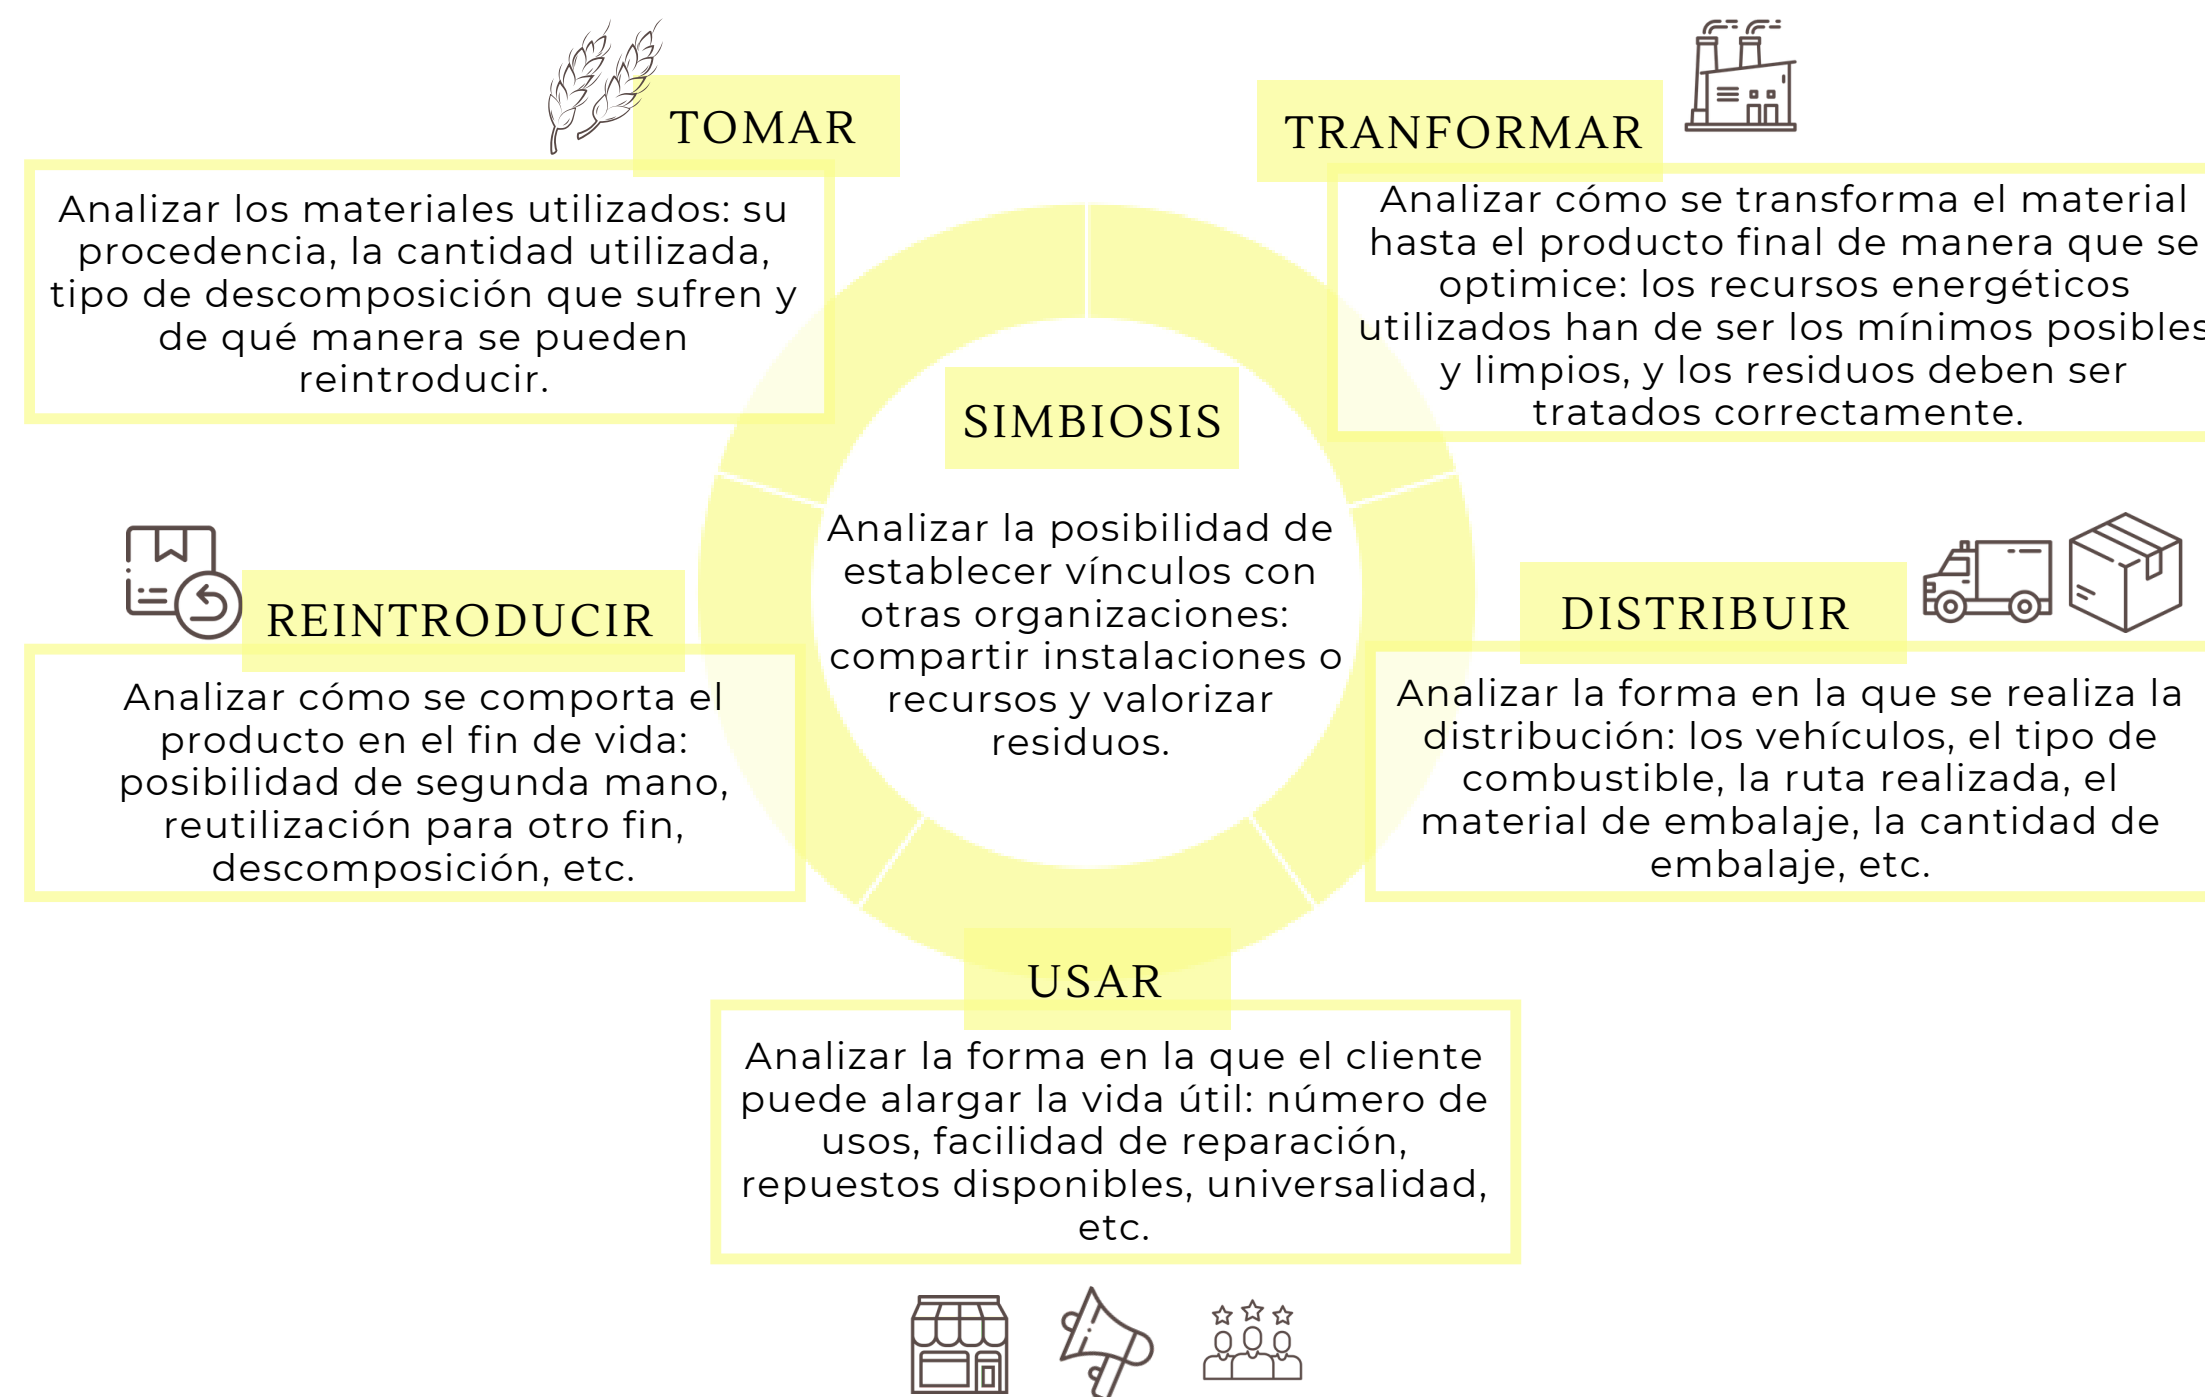 TOMAR
Analizar los materiales utilizados: su
procedencia, la cantidad utilizada,
tipo de descomposición que sufren y
de qué manera se pueden
reintroducir.
TRANFORMAR
Analizar cómo se transforma el material
hasta el producto final de manera que se
optimice: los recursos energéticos
utilizados han de ser los mínimos posibles
y limpios, y los residuos deben ser
tratados correctamente.
SIMBIOSIS
Analizar la posibilidad de
establecer vínculos con
otras organizaciones:
compartir instalaciones o
recursos y valorizar
residuos.
REINTRODUCIR
Analizar cómo se comporta el
producto en el fin de vida:
posibilidad de segunda mano,
reutilización para otro fin,
descomposición, etc.
DISTRIBUIR
Analizar la forma en la que se realiza la
distribución: los vehículos, el tipo de
combustible, la ruta realizada, el
material de embalaje, la cantidad de
embalaje, etc.
USAR
Analizar la forma en la que el cliente
puede alargar la vida útil: número de
usos, facilidad de reparación,
repuestos disponibles, universalidad,
etc.